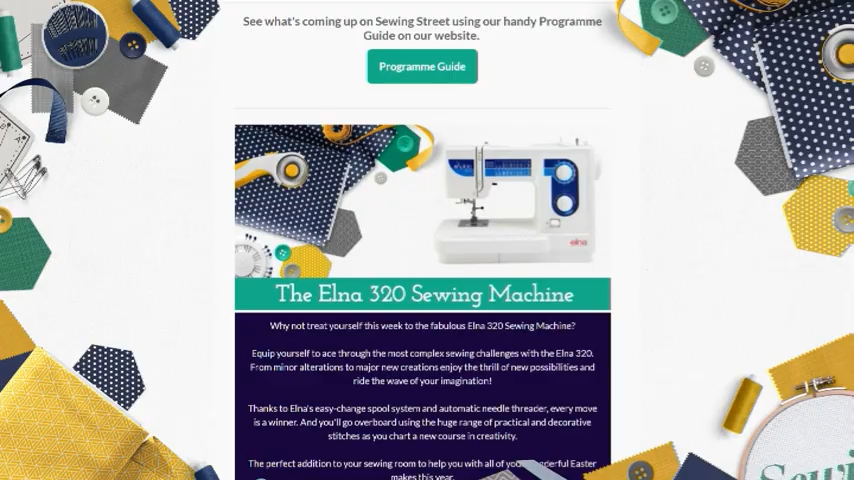 See what's coming up on Sewing Street using our handy Programme
Guide on our website.
Programme Guide
elna
The Elna 320 Sewing Machine
Why not treat yourself this week to the fabulous Elna 320 Sewing Machine?
Equip yourself to ace through the most complex sewing challenges with the Elna 320.
From minor alterations to major new creations enjoy the thrill of new possibilities and
ride the wave of your imagination!
Thanks to Elna's easy-change spool system and automatic needle threader, every move
is a winner. And you'll go overboard using the huge range of practical and decorative
stitches as you chart a new course in creativity.
The perfect addition to your sewing room to help you with all of Easter
makes this year.